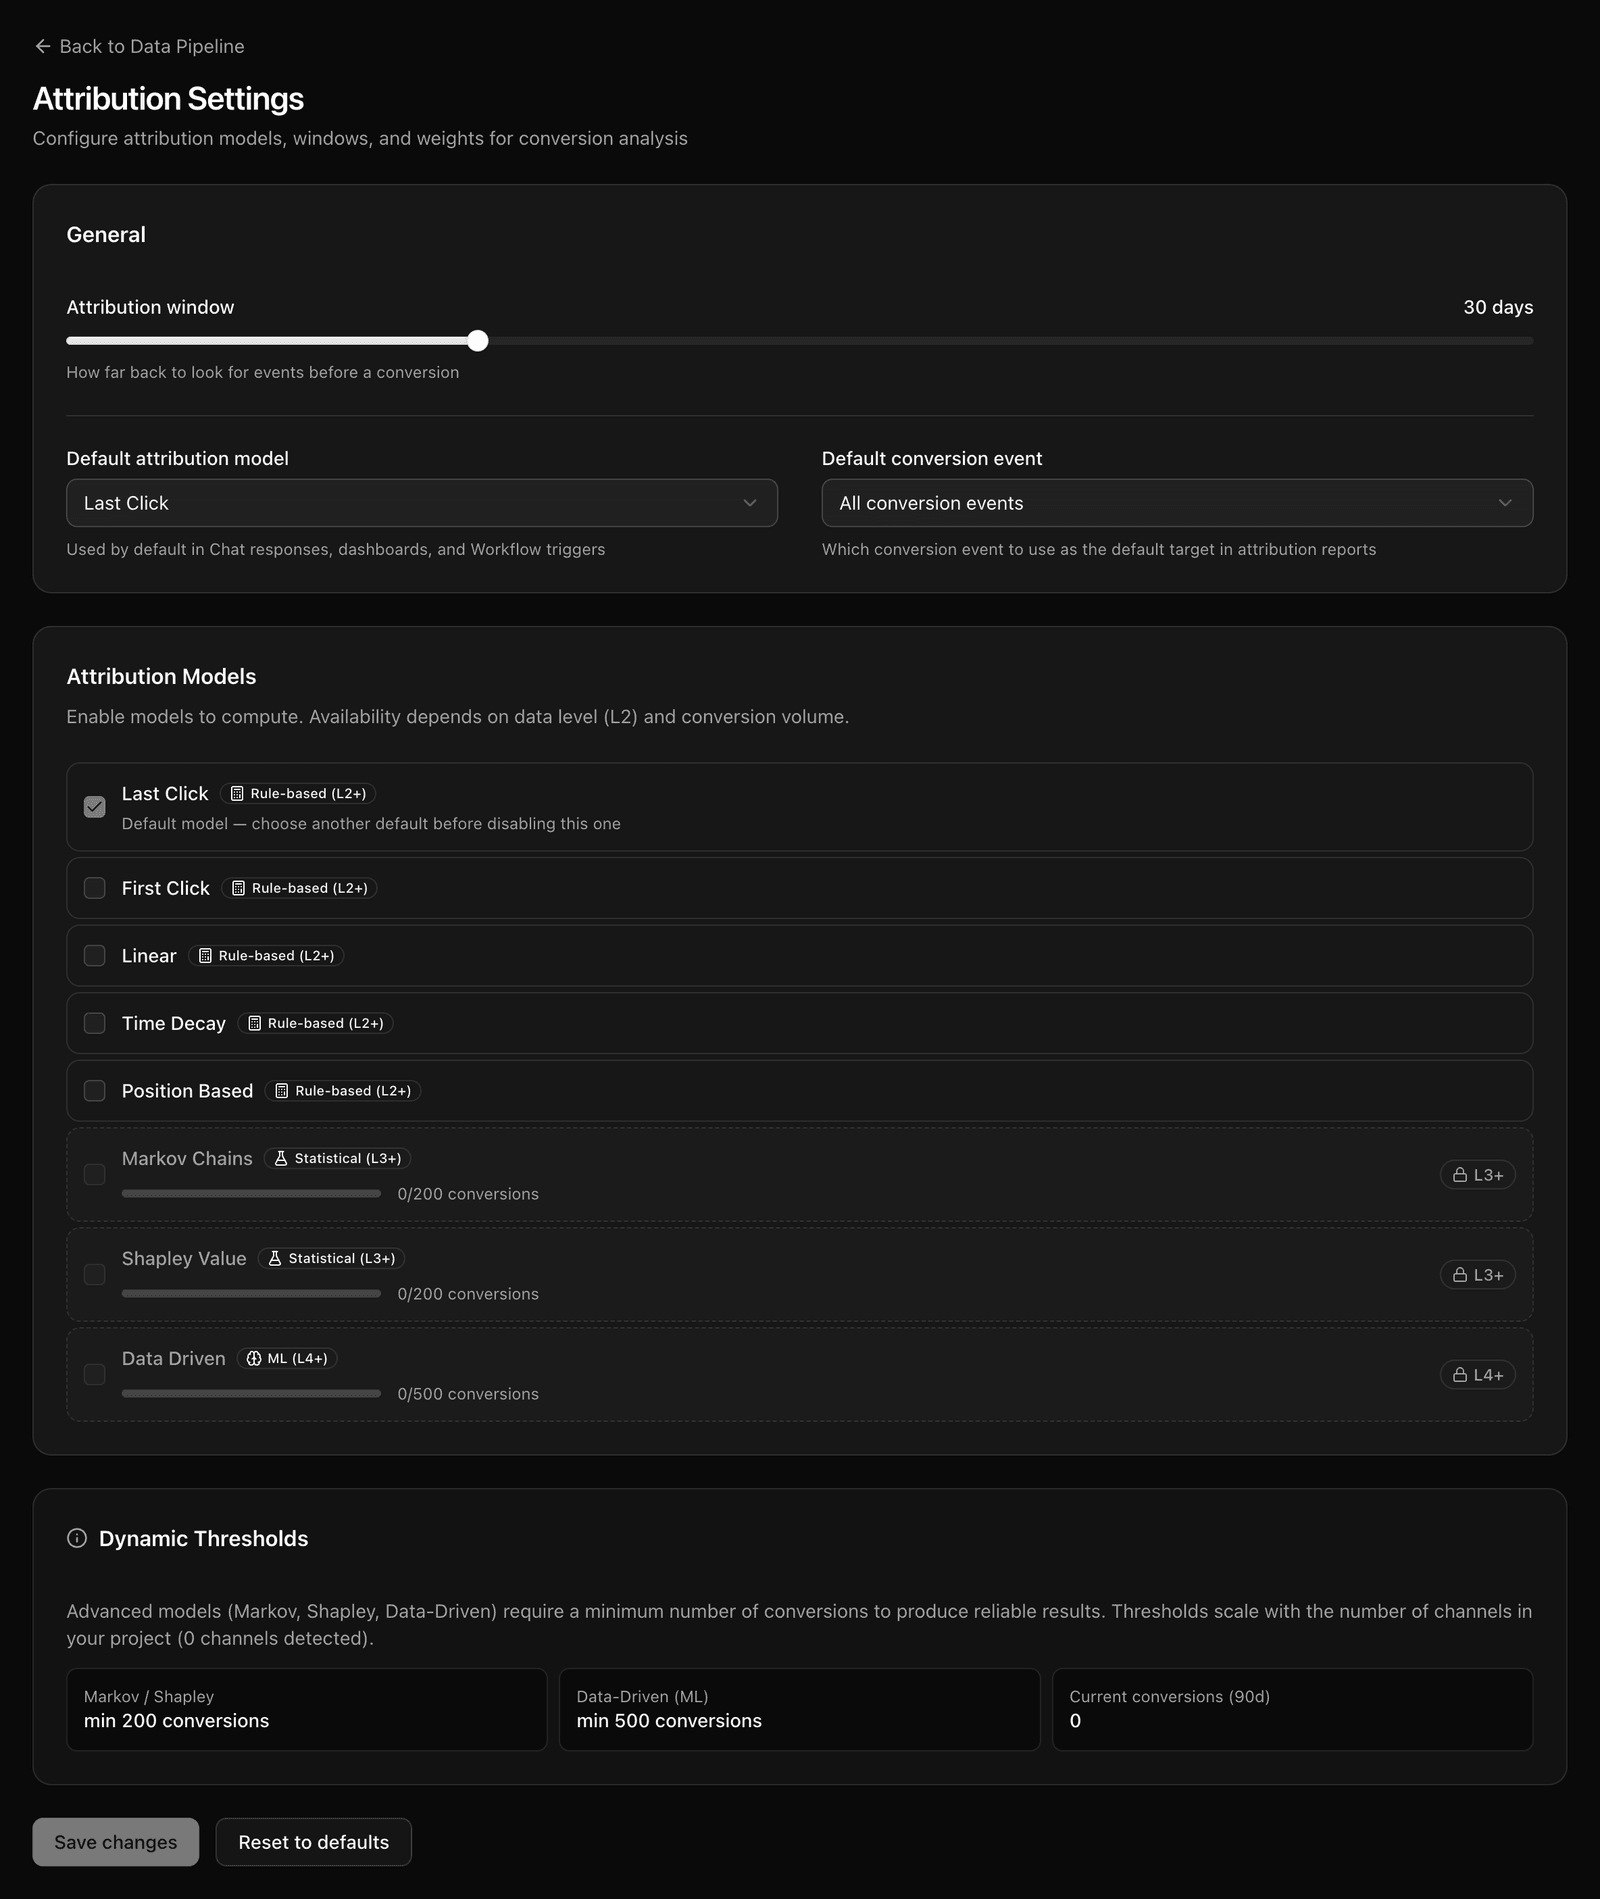 Back to Data Pipeline
Attribution Settings
Configure attribution models, windows, and weights for conversion analysis
General
Attribution window
30 days
How far back to look for events before a conversion
Default attribution model
Default conversion event
Last Click
All conversion events
Used by default in Chat responses, dashboards, and Workflow triggers
Which conversion event to use as the default target in attribution reports
Attribution Models
Enable models to compute. Availability depends on data level (L2) and conversion volume.
Last Click
Rule-based (L2+)
Default model — choose another default before disabling this one
First Click
Rule-based (L2+)
Linear
Rule-based (L2+)
Time Decay
Rule-based (L2+)
Position Based
Rule-based (L2+)
Markov Chains
Statistical (L3+)
0/200 conversions
L3+
Shapley Value
Statistical (L3+)
0/200 conversions
L3+
Data Driven
ML (L4+)
0/500 conversions
L4+
Dynamic Thresholds
Advanced models (Markov, Shapley, Data-Driven) require a minimum number of conversions to produce reliable results. Thresholds scale with the number of channels in
your project (0 channels detected).
Markov / Shapley
min 200 conversions
Data-Driven (ML)
min 500 conversions
Current conversions (90d)
0
Save changes
Reset to defaults